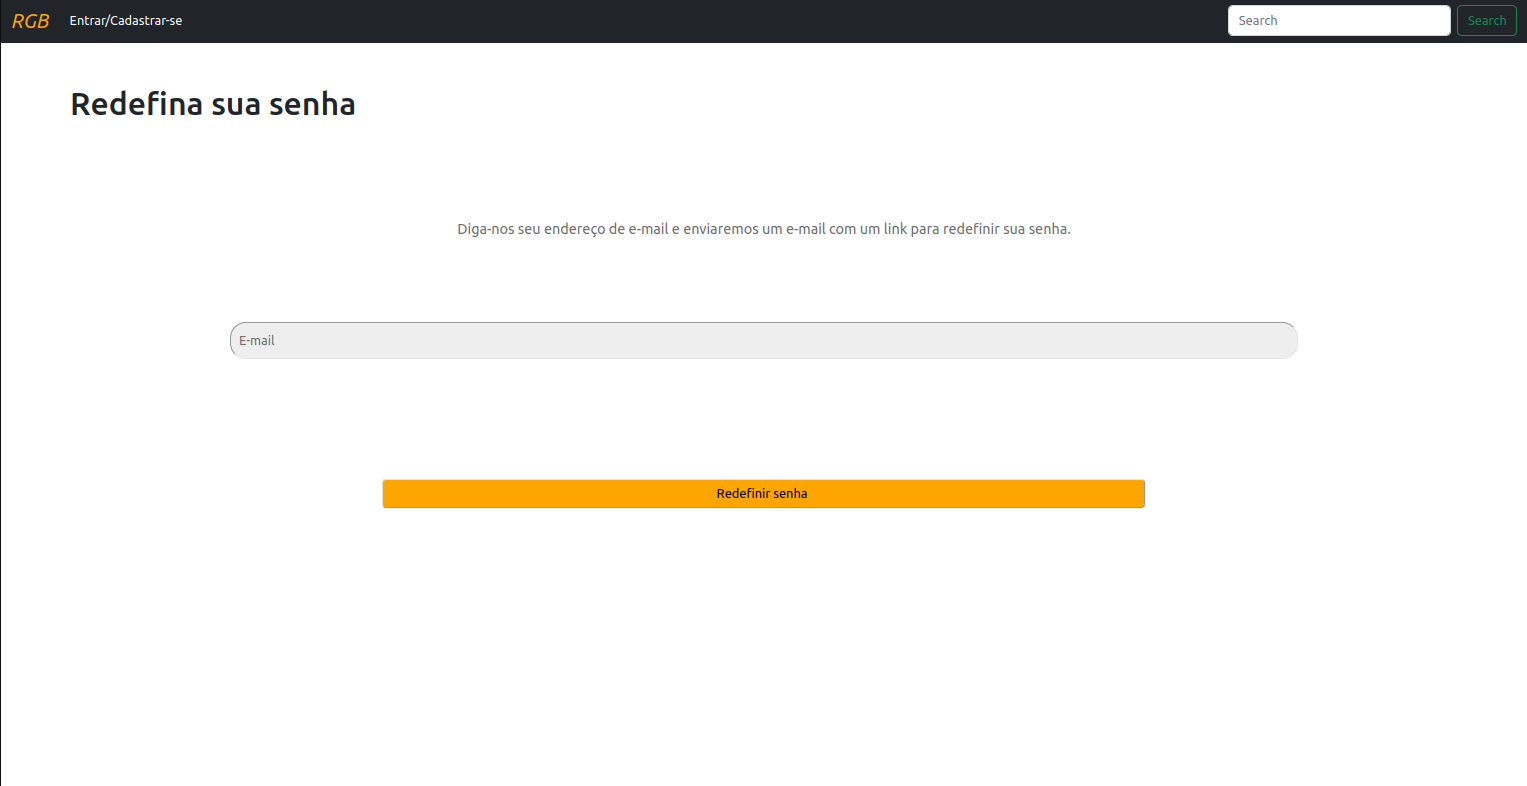 RGB Entrar/Cadastrar-se Search Search
Redefina sua senha
Diga-nos seu endereço de e-mail e enviaremos um e-mail com um link para redefinir sua senha.
E-mail
Redefinir senha